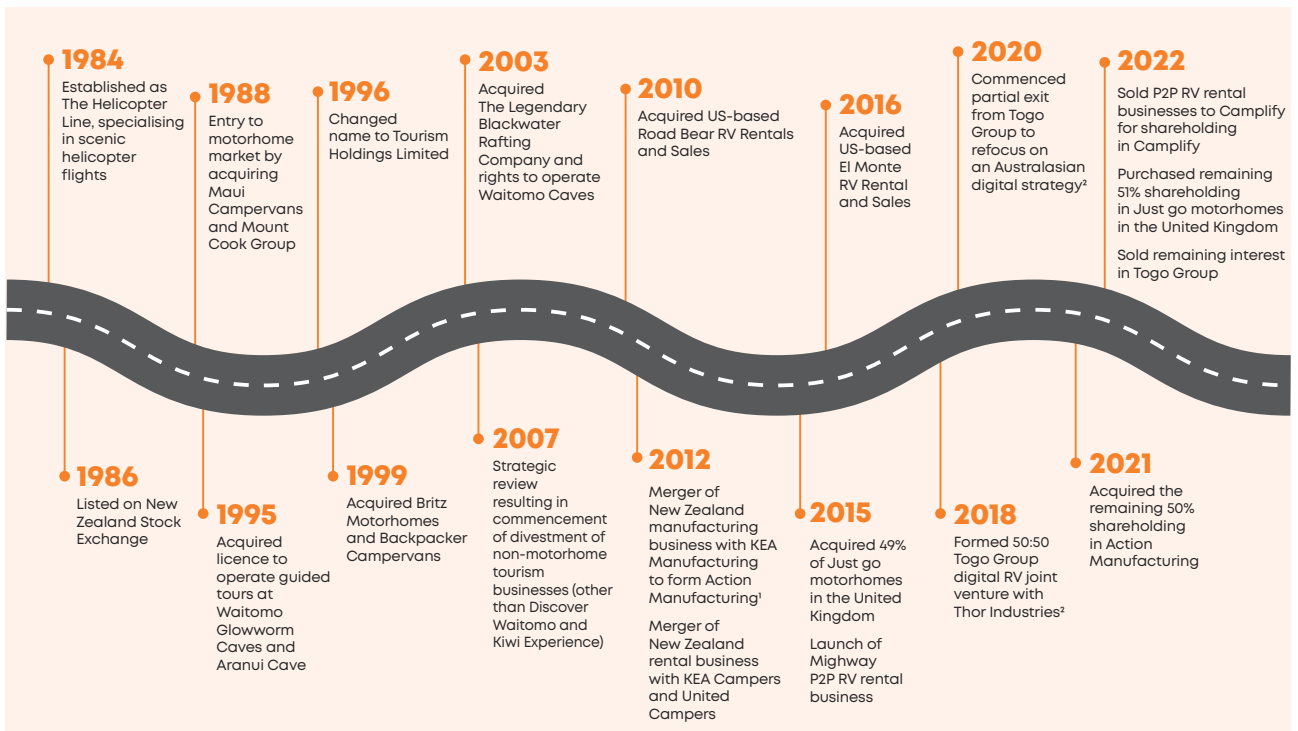 1984
Established as
The Helicopter
Line, specialising
in scenic
helicopter
flights
1986
Listed on New
Zealand Stock
Exchange
1988
Entry to
motorhome
market by
acquiring
Maui
Campervans
and Mount
Cook Group
1995
Acquired
licence to
operate guided
tours at
Waitomo
Glowworm
Caves and
Aranui Cave
1996
Changed
name to Tourism
Holdings Limited
1999
Acquired Britz
Motorhomes
and Backpacker
Campervans
2003
Acquired
The Legendary
Blackwater
Rafting
Company and
rights to operate
Waitomo Caves
2007
Strategic
review
resulting in
commencement
of divestment of
non-motorhome
tourism
businesses (other
than Discover
Waitomo and
Kiwi Experience)
2010
Acquired US-based
Road Bear RV Rentals
and Sales
2012
Merger of
New Zealand
manufacturing
business with KEA
Manufacturing
to form Action
Manufacturing¹
Merger of
New Zealand
rental business
with KEA Campers
and United
Campers
2015
Acquired 49%
of Just go
motorhomes
in the United
Kingdom
Launch of
Mighway
P2P RV rental
business
2016
Acquired
US-based
El Monte
RV Rental
and Sales
2018
Formed 50:50
Togo Group
digital RV joint
venture with
Thor Industries²
2020
Commenced
partial exit
from Togo
Group to
refocus on
an Australasian
digital strategy²
2021
Acquired the
remaining 50%
shareholding
in Action
Manufacturing
2022
Sold P2P RV rental
businesses to Camplify
for shareholding
in Camplify
Purchased remaining
51% shareholding
in Just go motorhomes
in the United Kingdom
Sold remaining interest
in Togo Group